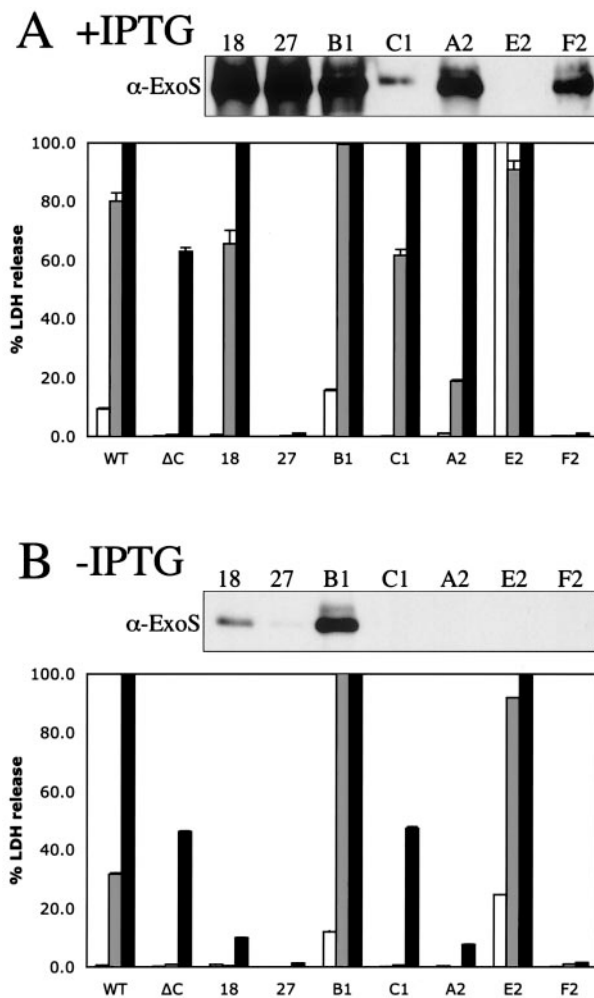 A +IPTG
18 27 B1 C1 A2 E2 F2
α-ExoS
100.0
80.0
60.0
40.0
20.0
0.0
% LDH release
WT ΔC 18 27 B1 C1 A2 E2 F2
B -IPTG
18 27 B1 C1 A2 E2 F2
α-ExoS
100.0
80.0
60.0
40.0
20.0
0.0
% LDH release
WT ΔC 18 27 B1 C1 A2 E2 F2